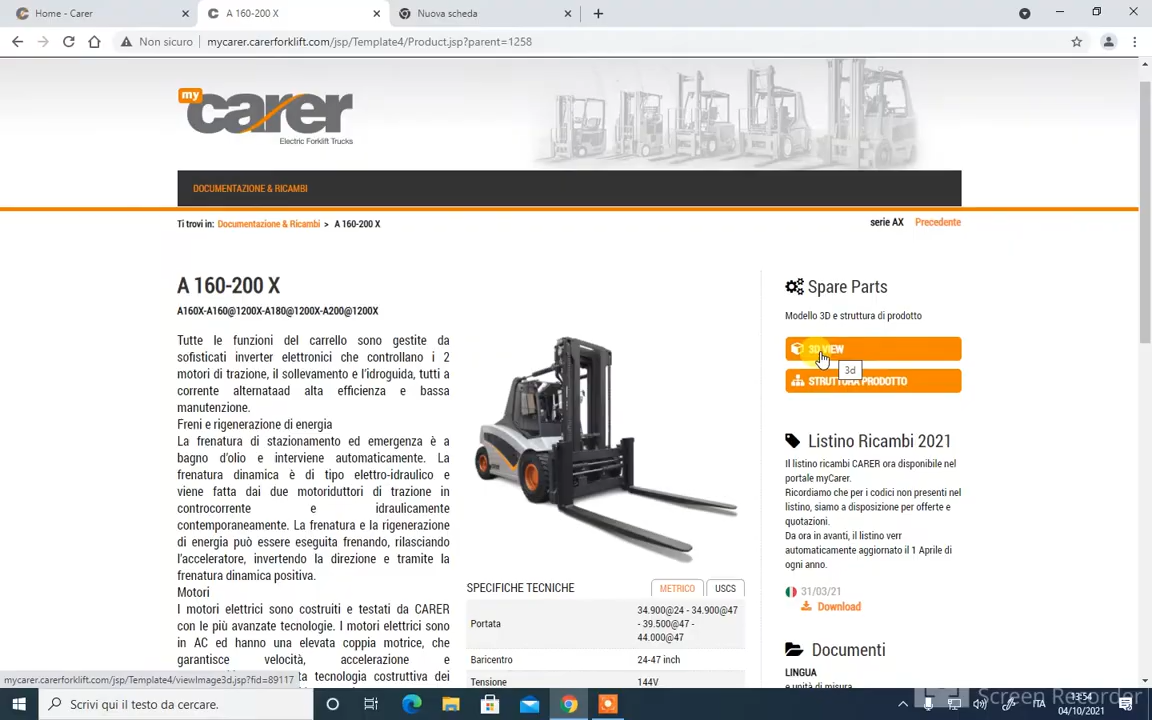 Home - Carer
A 160-200 X
Nuova scheda
Non sicuro
mycarer.carerforklift.com/jsp/Template4/Product.jsp?parent=1258
my
carer
Electric Forklift Trucks
DOCUMENTAZIONE & RICAMBI
Ti trovi in: Documentazione & Ricambi > A 160-200 X
serie AX Precedente
A 160-200 X
A160X-A160@1200X-A180@1200X-A200@1200X
Tutte le funzioni del carrello sono gestite da
sofisticati inverter elettronici che controllano i 2
motori di trazione, il sollevamento e l'idroguida, tutti a
corrente alternataad alta efficienza e bassa
manutenzione.
Freni e rigenerazione di energia
La frenatura di stazionamento ed emergenza è a
bagno d'olio e interviene automaticamente. La
frenatura dinamica è di tipo elettro-idraulico e
viene fatta dai due motoriduttori di trazione in
controcorrente e idraulicamente
contemporaneamente. La frenatura e la rigenerazione
di energia può essere eseguita frenando, rilasciando
l'acceleratore, invertendo la direzione e tramite la
frenatura dinamica positiva.
Motori
I motori elettrici sono costruiti e testati da CARER
con le più avanzate tecnologie. I motori elettrici sono
in AC ed hanno una elevata coppia motrice, che
garantisce velocità, accelerazione e
ta tecnologia costruttiva dei
SPECIFICHE TECNICHE
METRICO
USCS
Portata
34.900@24 - 34.900@47
- 39.500@47 -
44.000@47
Baricentro
24-47 inch
Tensione
144V
Spare Parts
Modello 3D e struttura di prodotto
3D VIEW
3d
STRUTTURA PRODOTTO
Listino Ricambi 2021
Il listino ricambi CARER ora disponibile nel
portale myCarer.
Ricordiamo che per i codici non presenti nel
listino, siamo a disposizione per offerte e
quotazioni.
Da ora in avanti, il listino verr
automaticamente aggiornato il 1 Aprile di
ogni anno.
31/03/21
Download
Documenti
LINGUA
e unità di misura
mycarer.carerforklift.com/jsp/Template4/viewImage3d.jsp?fid=89117
Scrivi qui il testo da cercare.
Screen Recorder
ITA
13:54
04/10/2021